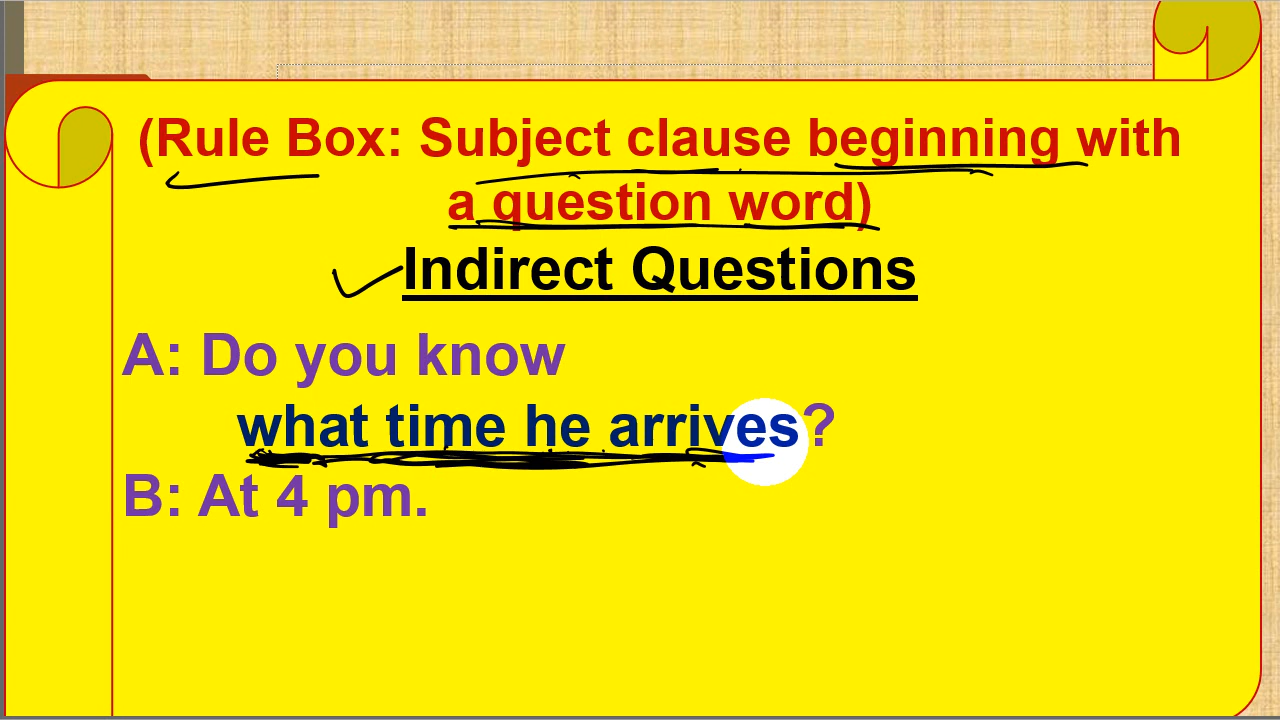 (Rule Box: Subject clause beginning with
a question word)
Indirect Questions
A: Do you know
what time he arrives?
B: At 4 pm.